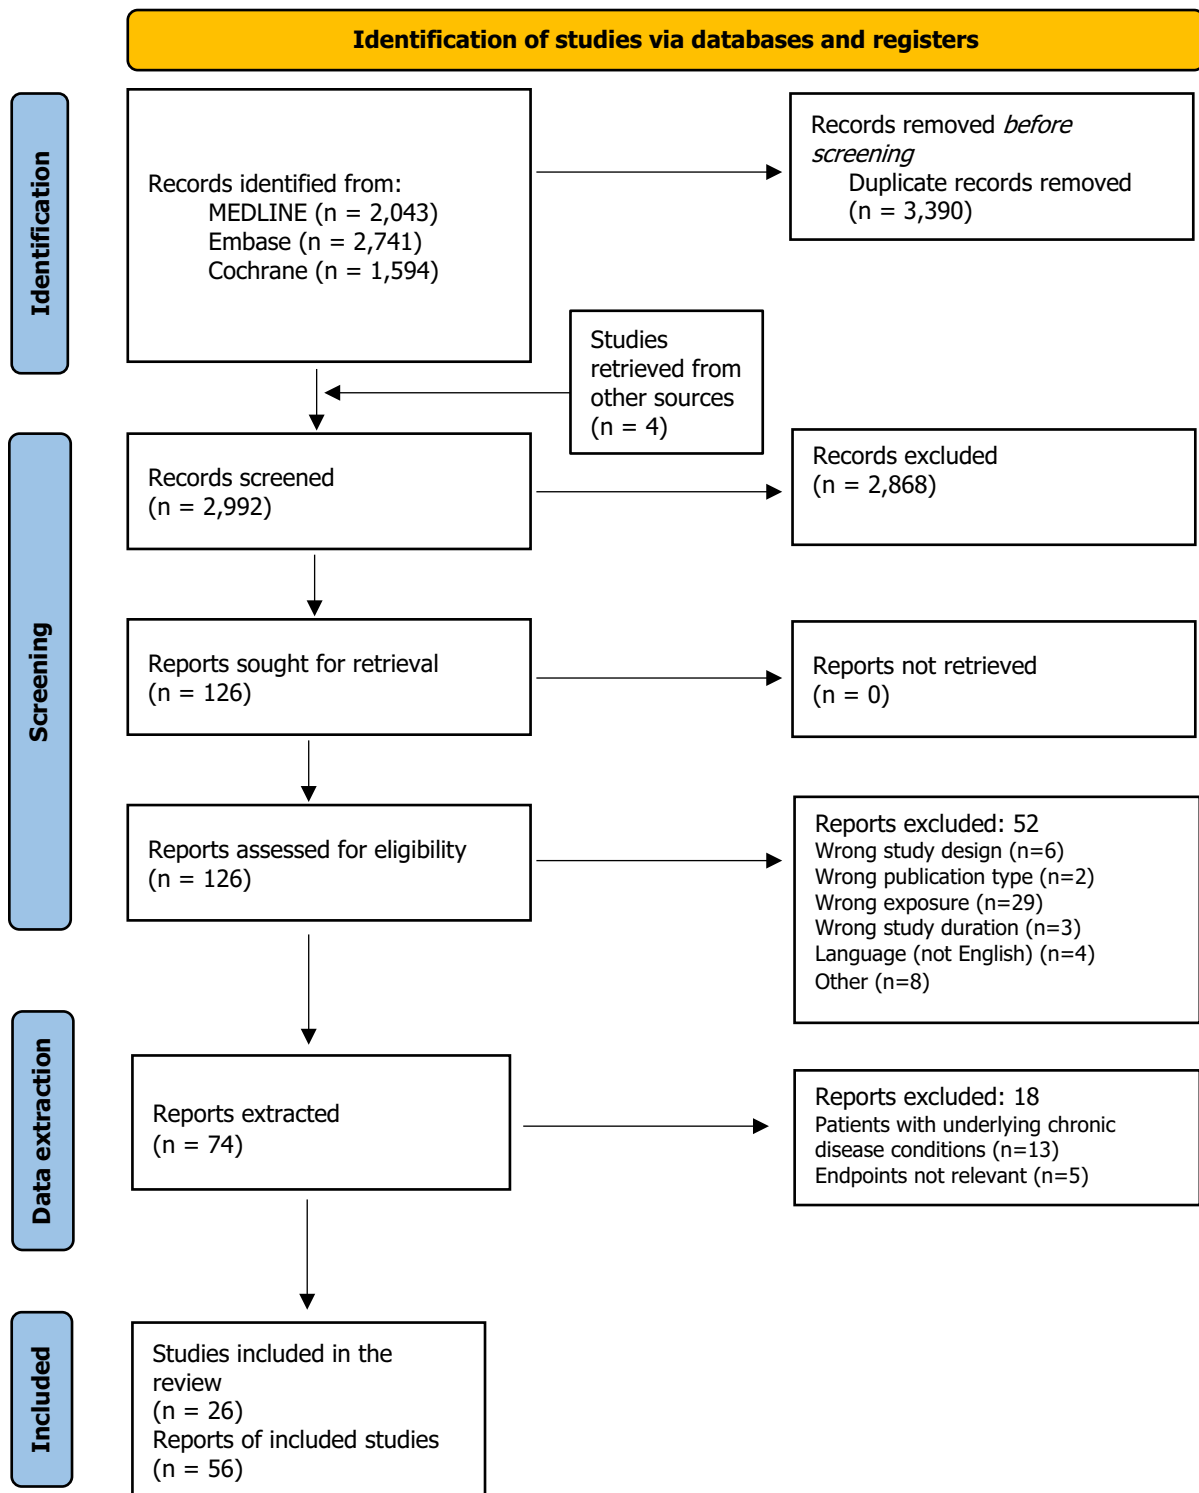 Identification of studies via databases and registers
Identification
Records identified from:
MEDLINE (n = 2,043)
Embase (n = 2,741)
Cochrane (n = 1,594)
Records removed before
screening
Duplicate records removed
(n = 3,390)
Studies
retrieved from
other sources
(n = 4)
Screening
Records screened
(n = 2,992)
Records excluded
(n = 2,868)
Reports sought for retrieval
(n = 126)
Reports not retrieved
(n = 0)
Reports assessed for eligibility
(n = 126)
Reports excluded: 52
Wrong study design (n=6)
Wrong publication type (n=2)
Wrong exposure (n=29)
Wrong study duration (n=3)
Language (not English) (n=4)
Other (n=8)
Data extraction
Reports extracted
(n = 74)
Reports excluded: 18
Patients with underlying chronic
disease conditions (n=13)
Endpoints not relevant (n=5)
Included
Studies included in the
review
(n = 26)
Reports of included studies
(n = 56)